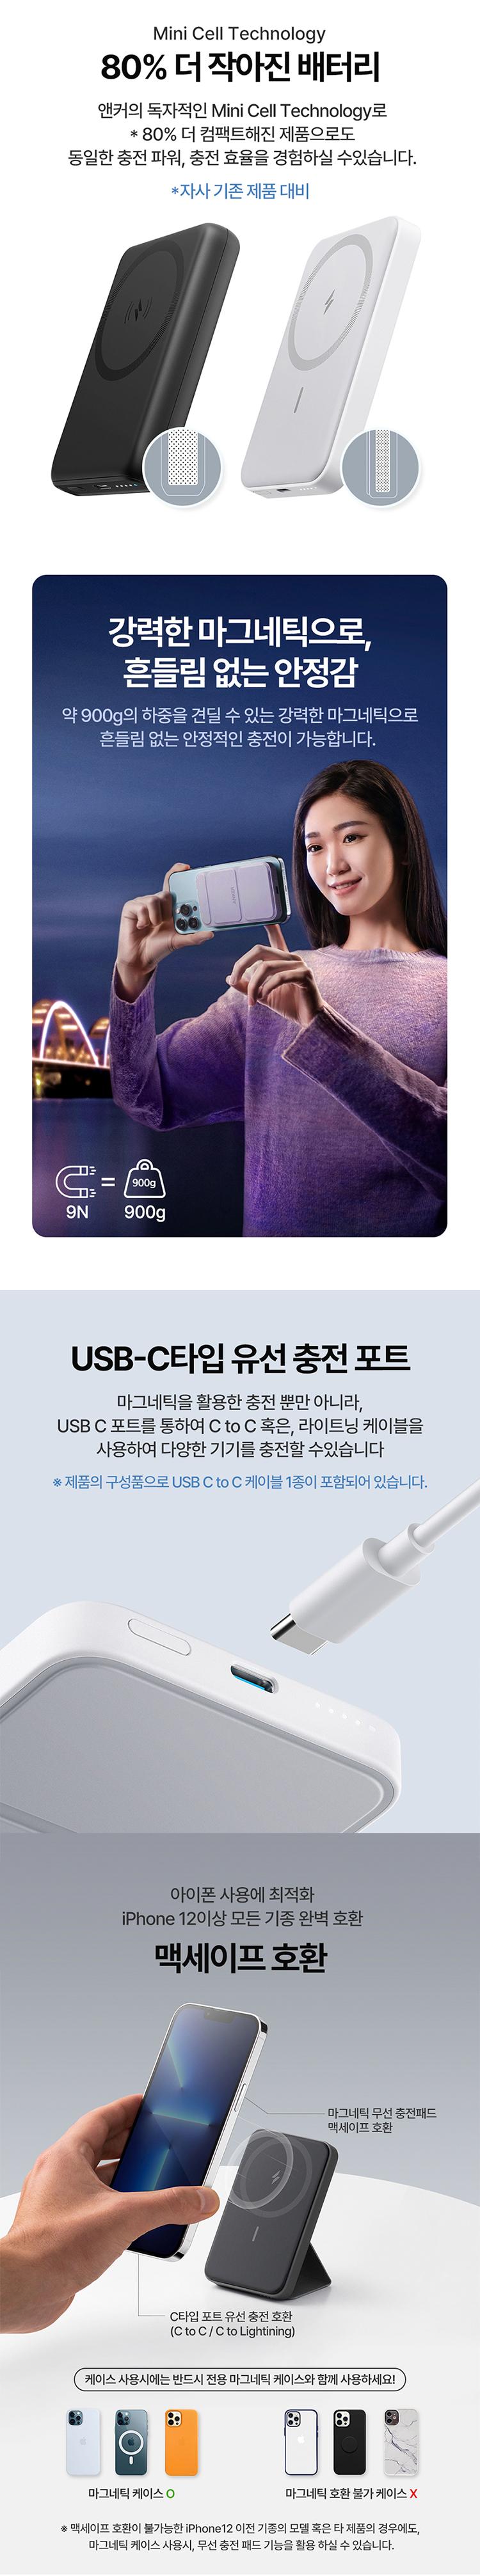 Mini Cell Technology
80% 더 작아진 배터리
앤커의 독자적인 Mini Cell Technology로
* 80% 더 컴팩트해진 제품으로도
동일한 충전 파워, 충전 효율을 경험하실 수있습니다.
*자사 기존 제품 대비
강력한 마그네틱으로,
흔들림 없는 안정감
약 900g의 하중을 견딜 수 있는 강력한 마그네틱으로
흔들림 없는 안정적인 충전이 가능합니다.
= 900g
9N 900g
USB-C타입 유선 충전 포트
마그네틱을 활용한 충전 뿐만 아니라,
USB C 포트를 통하여 C to C 혹은, 라이트닝 케이블을
사용하여 다양한 기기를 충전할 수있습니다
※ 제품의 구성품으로 USB C to C 케이블 1종이 포함되어 있습니다.
아이폰 사용에 최적화
iPhone 12이상 모든 기종 완벽 호환
맥세이프 호환
마그네틱 무선 충전패드
맥세이프 호환
C타입 포트 유선 충전 호환
(C to C / C to Lightining)
케이스 사용시에는 반드시 전용 마그네틱 케이스와 함께 사용하세요!
마그네틱 케이스 O
마그네틱 호환 불가 케이스 X
※ 맥세이프 호환이 불가능한 iPhone12 이전 기종의 모델 혹은 타 제품의 경우에도,
마그네틱 케이스 사용시, 무선 충전 패드 기능을 활용 하실 수 있습니다.